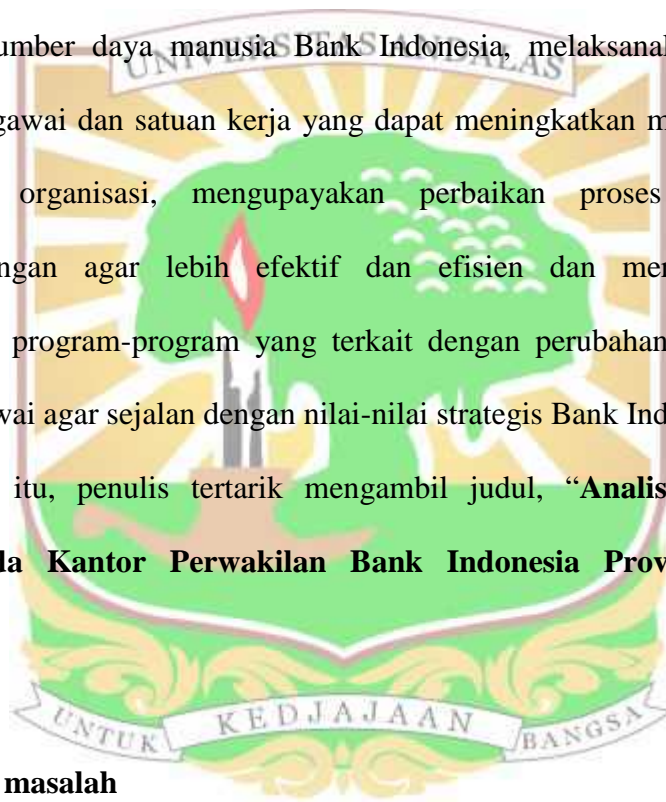 UNIVERSITAS ANDALAS
umber daya manusia Bank Indonesia, melaksanal
gawai dan satuan kerja yang dapat meningkatkan m
organisasi, mengupayakan perbaikan proses
ngan agar lebih efektif dan efisien dan mer
program-program yang terkait dengan perubahan
wai agar sejalan dengan nilai-nilai strategis Bank Ind
itu, penulis tertarik mengambil judul, “Analis
da Kantor Perwakilan Bank Indonesia Prov
UNTUK KEDJAJAAN BANGSA
masalah